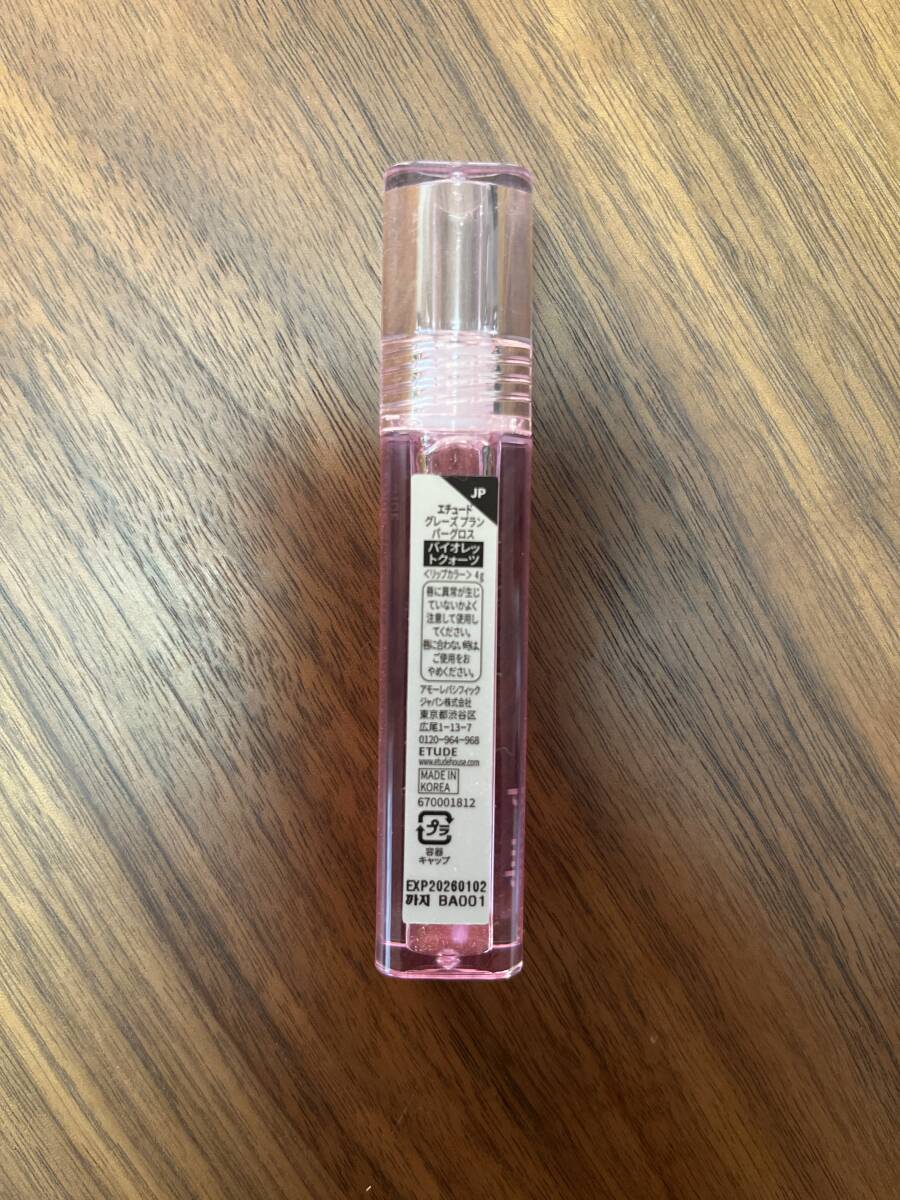 JP
エチュード
グレーズ プラン
パーグロス
バイオレッ
トクォーツ
<リップカラー> 4g
唇に異常が生じ
ていないかよく
注意して使用し
てください。
唇に合わない時は、
ご使用をお
やめください。
アモーレパシフィック
ジャパン株式会社
東京都渋谷区
広尾1-13-7
0120-964-968
ETUDE
www.etudehouse.com
MADE IN
KOREA
670001812
プラ
容器
キャップ
EXP20260102
까지 BA001